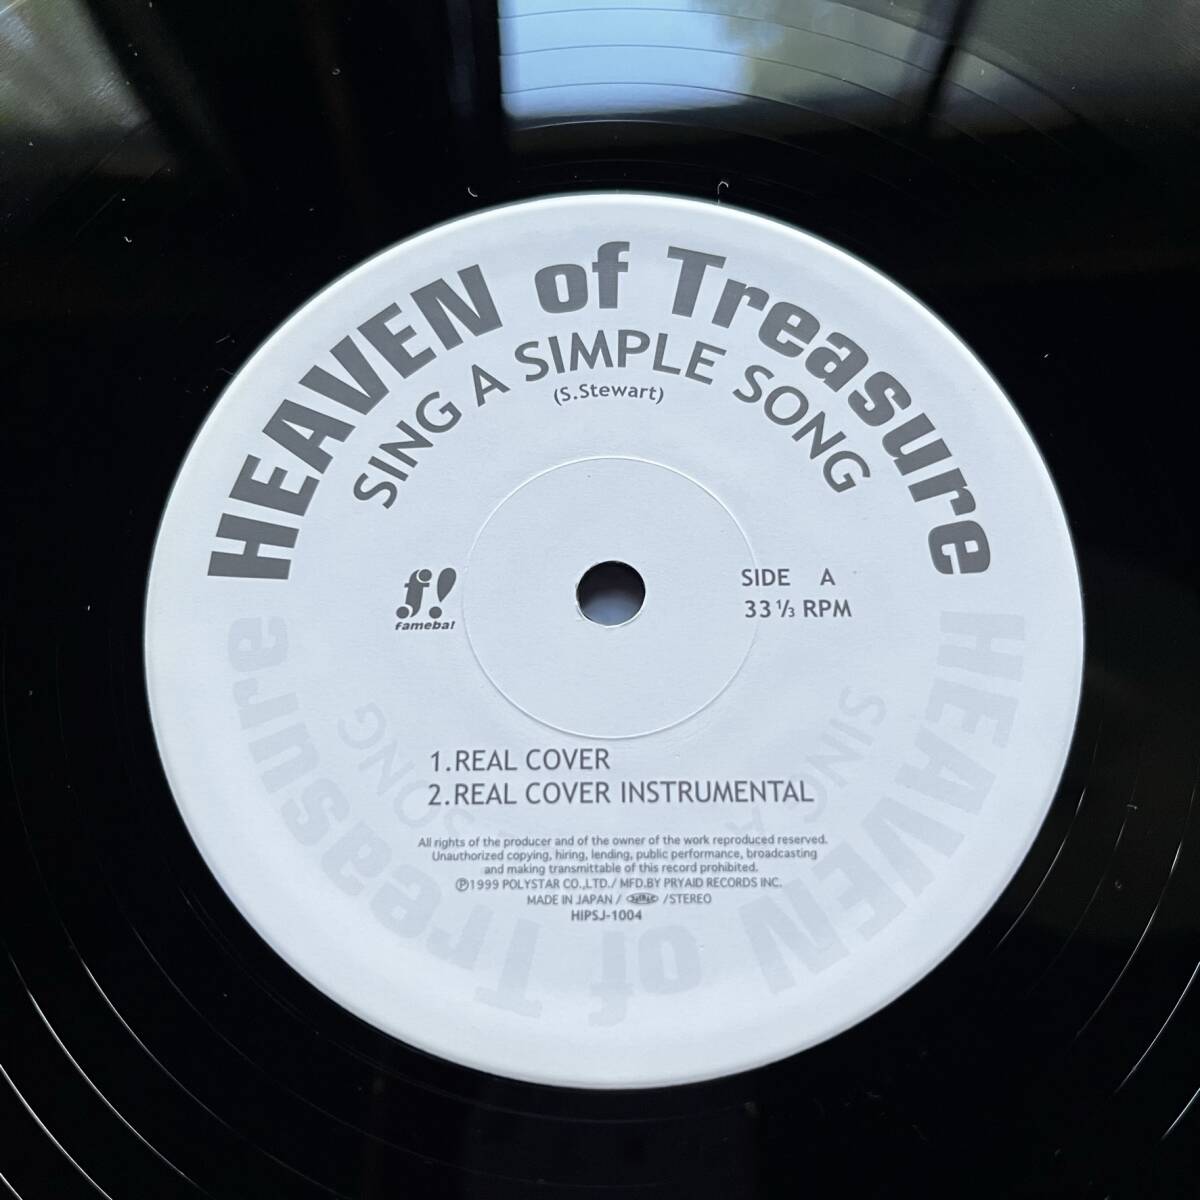 HEAVEN of Treasure
SING A SIMPLE SONG
(S.Stewart)
f!
fameba!
SIDE A
33 1/3 RPM
1.REAL COVER
2.REAL COVER INSTRUMENTAL
All rights of the producer and of the owner of the work reproduced reserved.
Unauthorized copying, hiring, lending, public performance, broadcasting
and making transmittable of this record prohibited.
Ⓟ1999 POLYSTAR CO.,LTD./ MFD.BY PRYAID RECORDS INC.
MADE IN JAPAN / /STEREO
HIPSJ-1004
HEAVEN of Treasure
SING A SONG